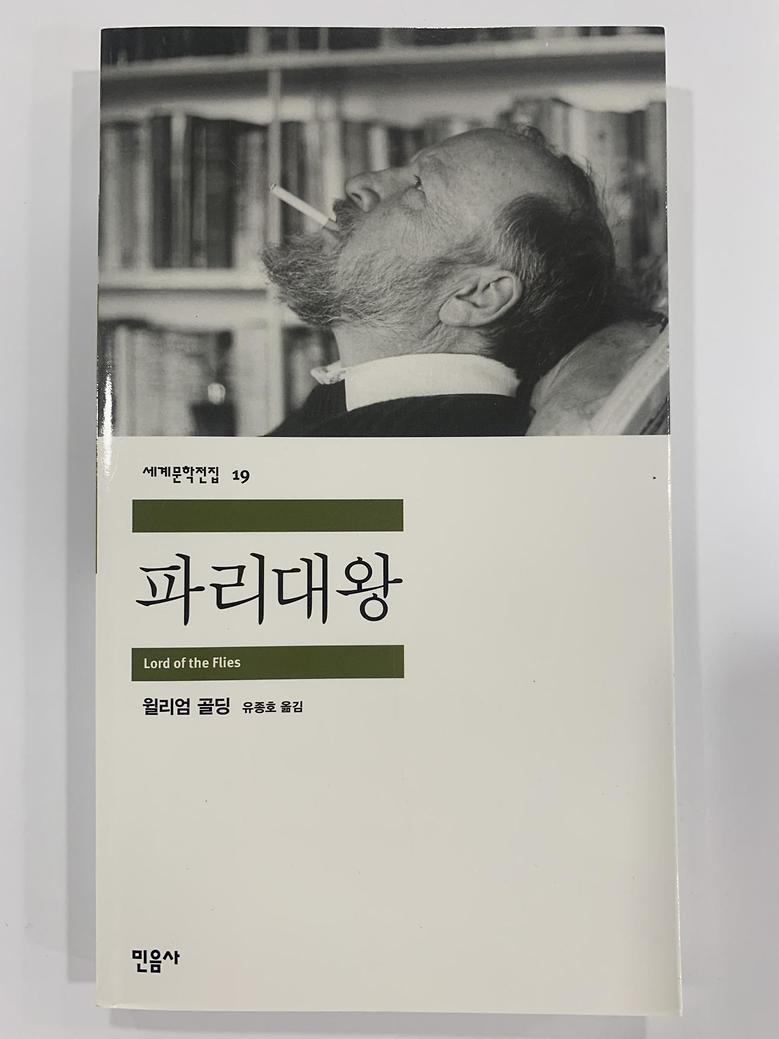 세계문학전집 19
파리대왕
Lord of the Flies
윌리엄 골딩 유종호 옮김
민음사